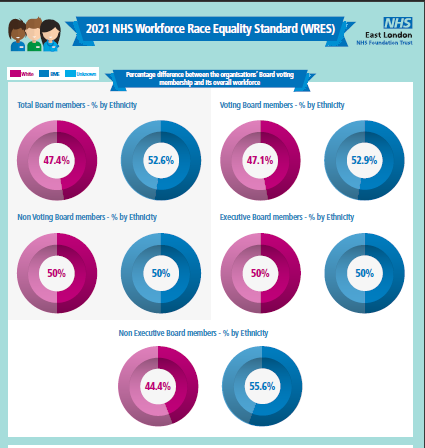 2021 NHS Workforce Race Equality Standard (WRES)
NHS
East London
NHS Foundation Trust
White BME Unknown
Percentage difference between the organisations' Board voting
membership and its overall workforce
Total Board members - % by Ethnicity
Voting Board members - % by Ethnicity
47.4% 52.6% 47.1% 52.9%
Non Voting Board members - % by Ethnicity
Executive Board members - % by Ethnicity
50% 50% 50% 50%
Non Executive Board members - % by Ethnicity
44.4% 55.6%